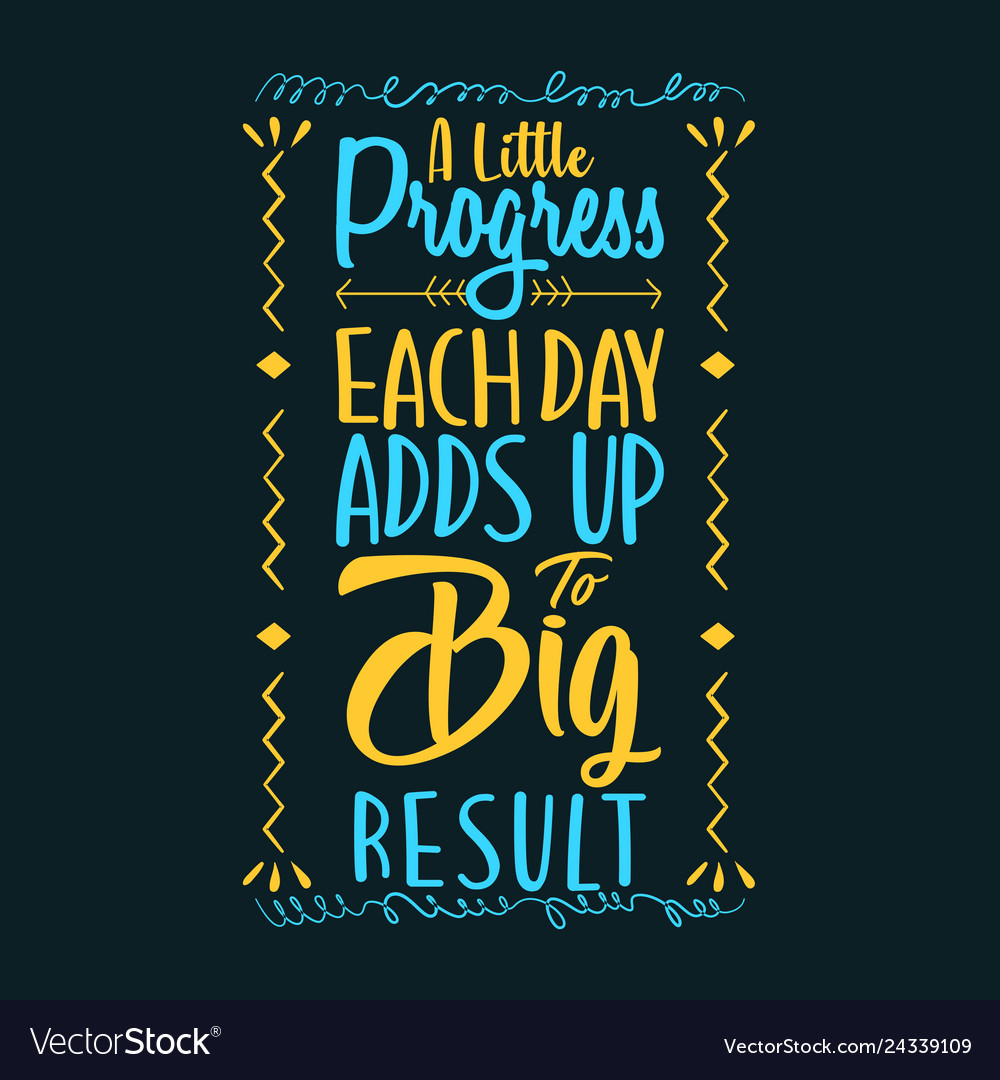 A Little
Progress
EACH DAY
ADDS UP
To
Big
RESULT
VectorStock®
VectorStock.com/24339109